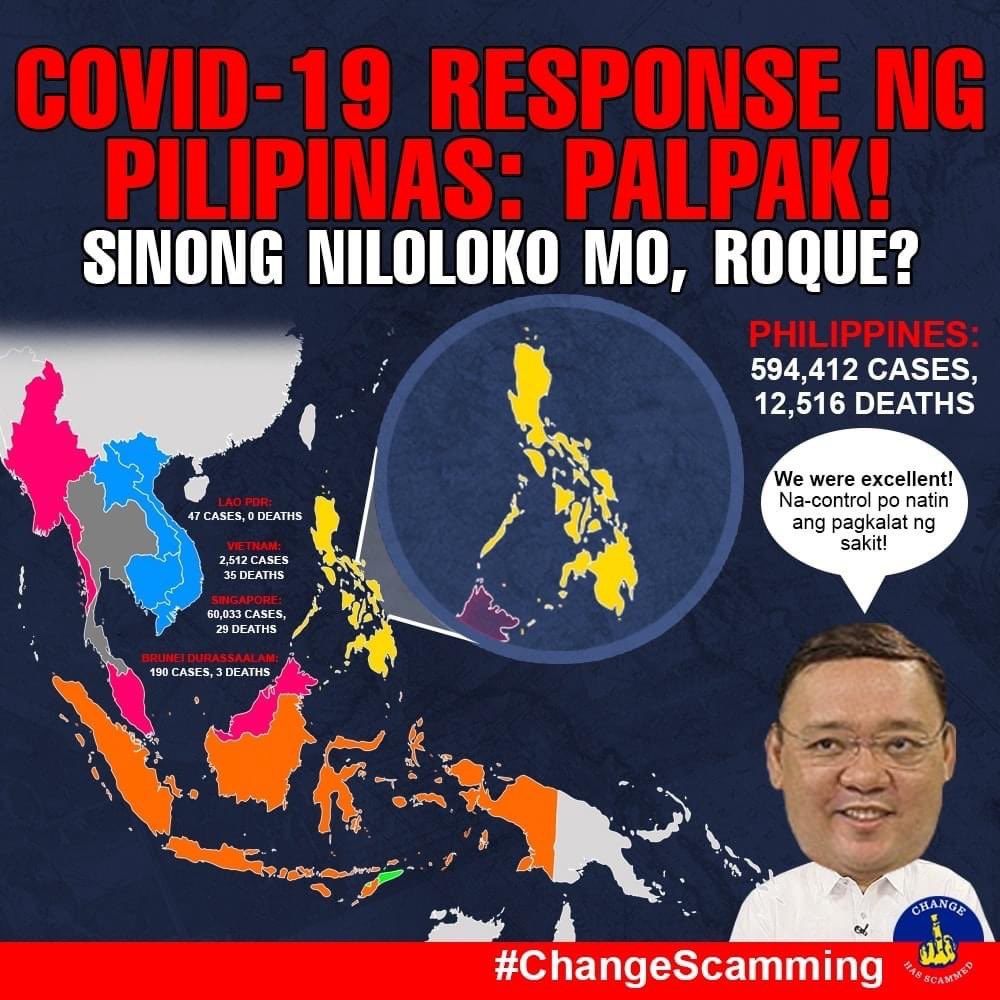 COVID-19 RESPONSE NG
PILIPINAS: PALPAK!
SINONG NILOLOKO MO, ROQUE?
PHILIPPINES:
594,412 CASES,
12,516 DEATHS
We were excellent!
Na-control po natin
ang pagkalat ng
sakit!
LAO PDR:
47 CASES, 0 DEATHS
VIETNAM:
2,512 CASES
35 DEATHS
SINGAPORE:
60,033 CASES,
29 DEATHS
BRUNEI DURASSAALAM:
190 CASES, 3 DEATHS
#ChangeScamming
CHANGE
HAS SCAMMED